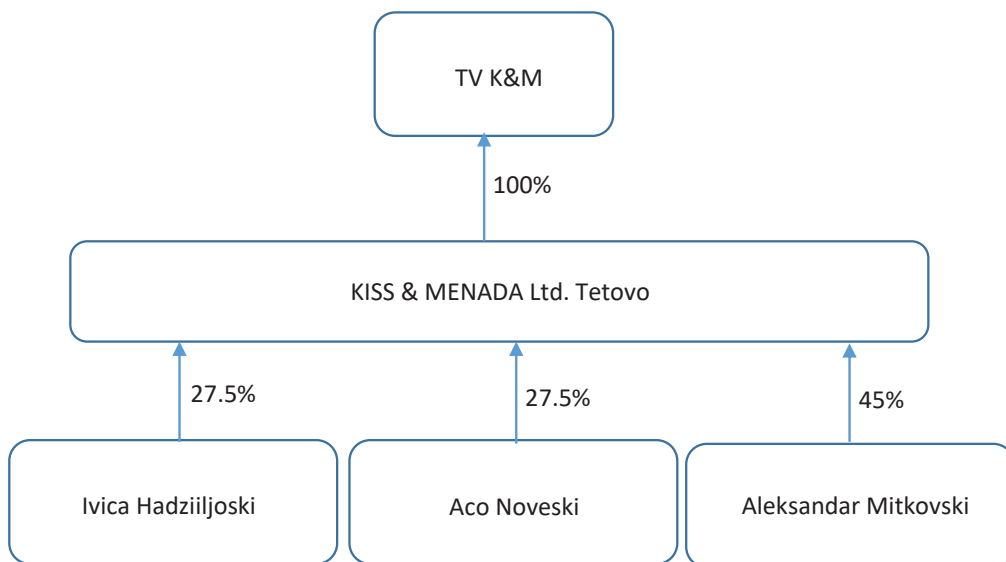 TV K&M
100%
KISS & MENADA Ltd. Tetovo
27.5%
27.5%
45%
Ivica Hadziiljoski
Aco Noveski
Aleksandar Mitkovski